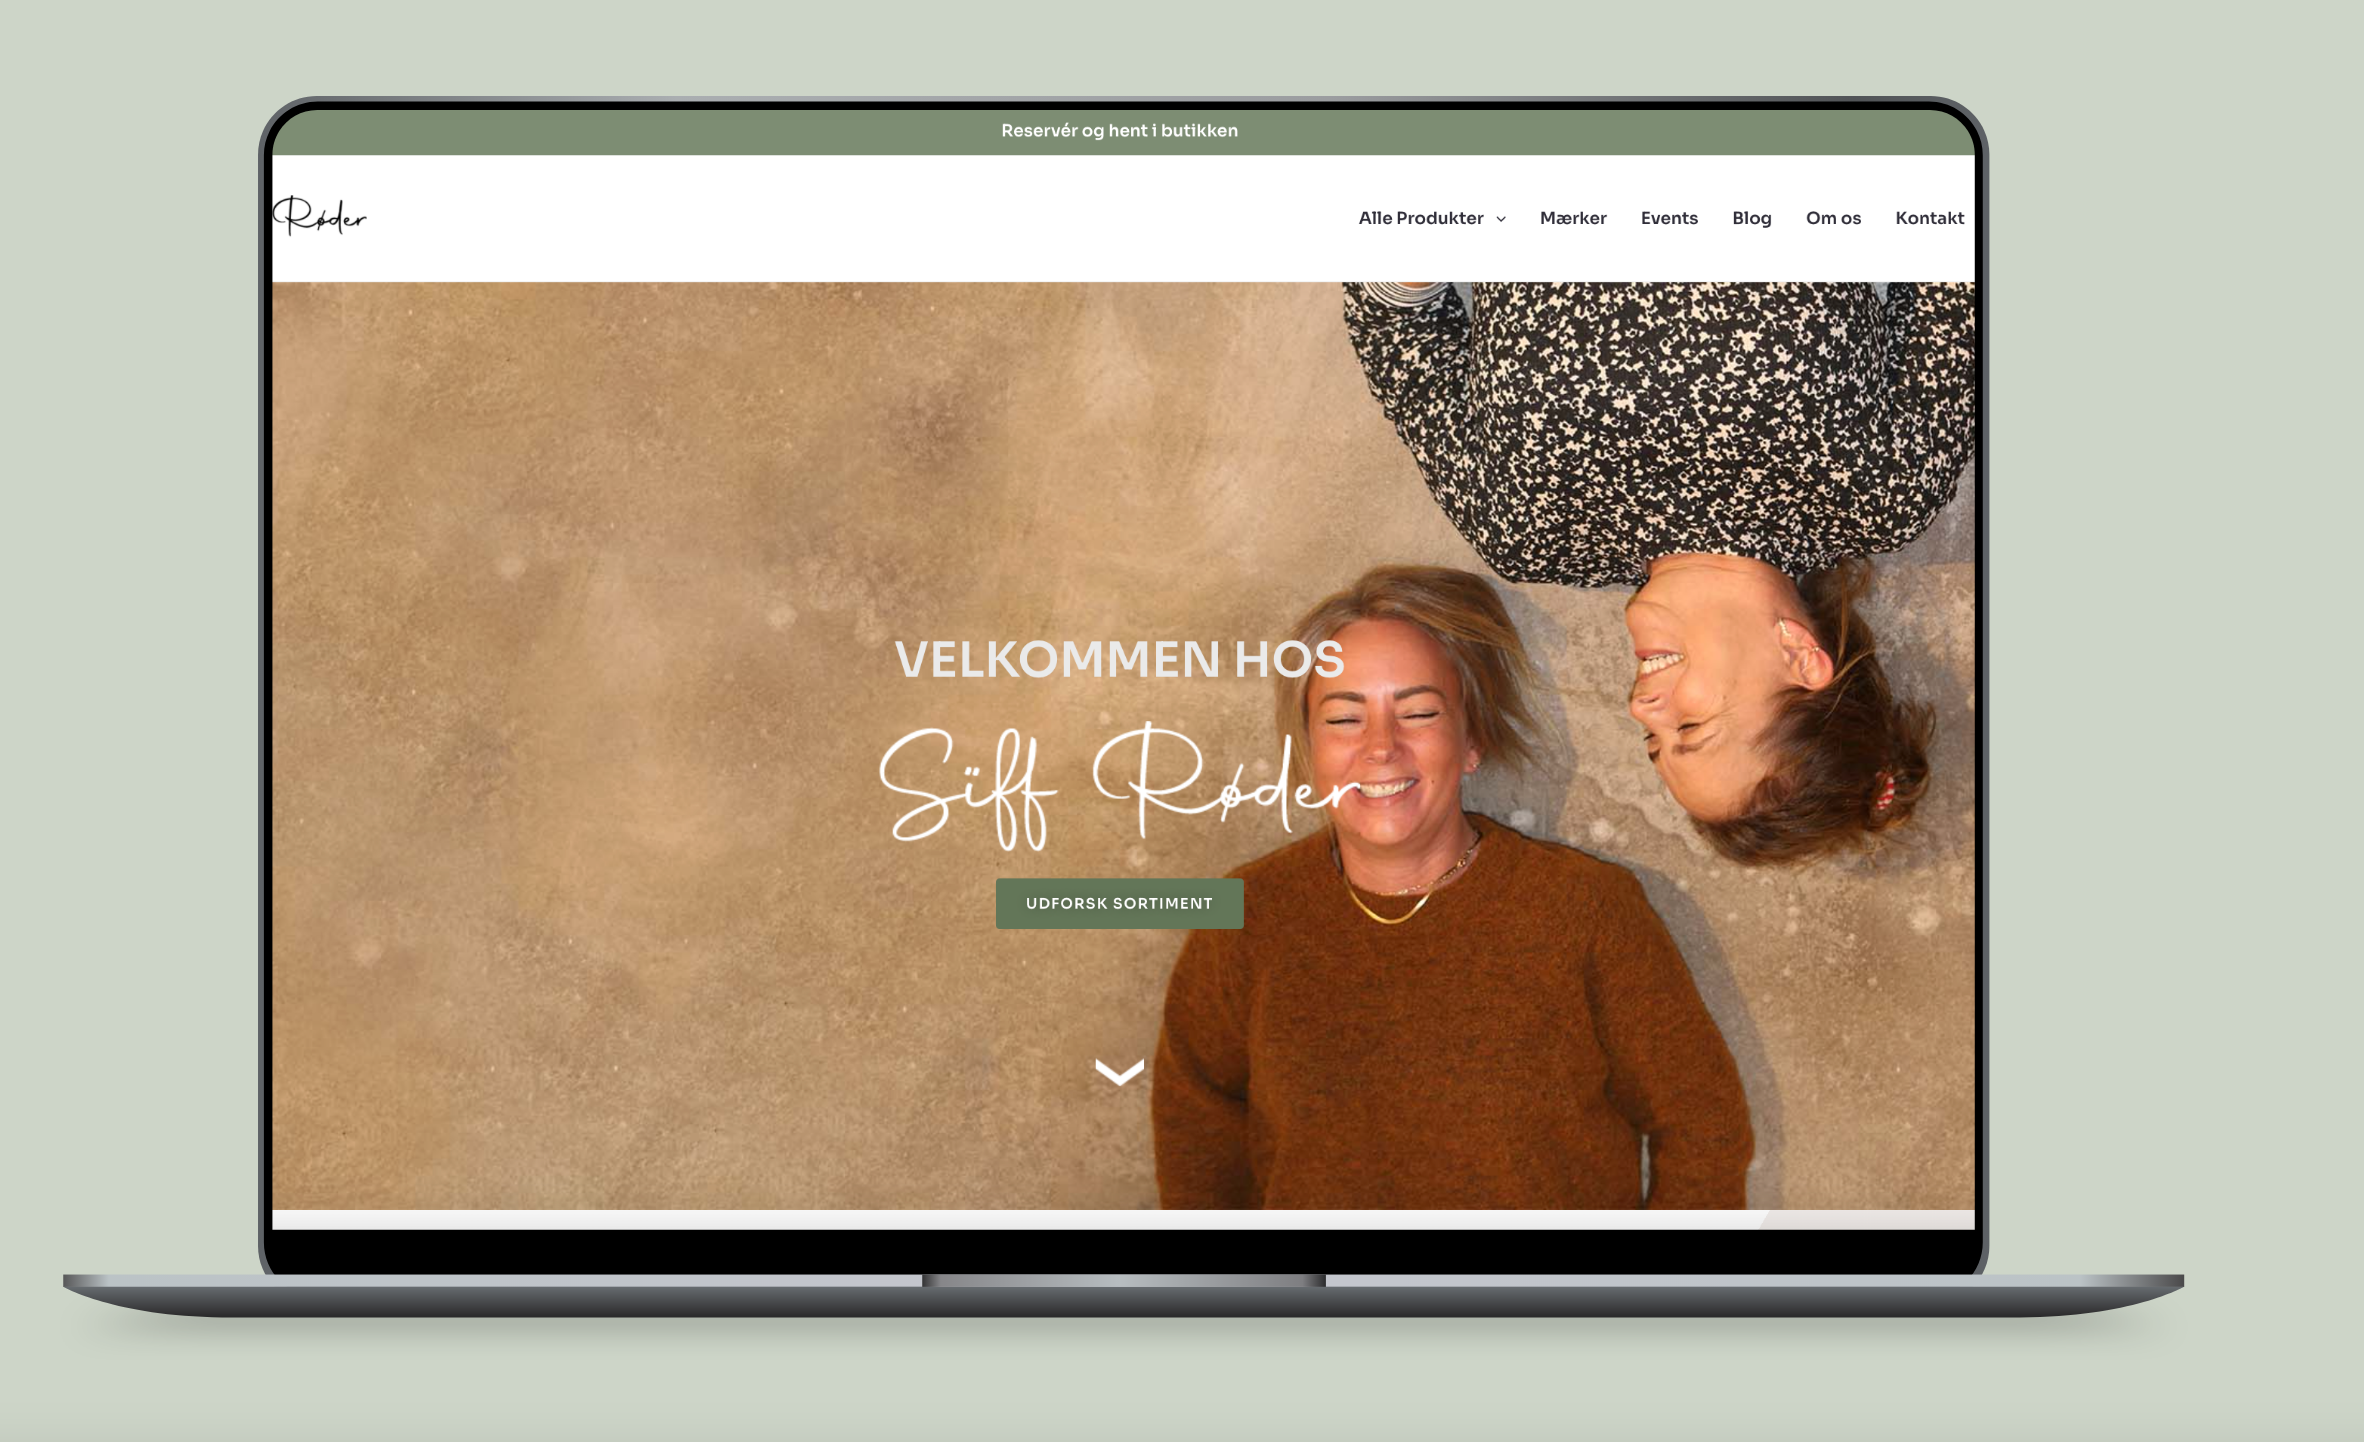 Reservér og hent i butikken
Røder
Alle Produkter Mærker Events Blog Om os Kontakt
VELKOMMEN HOS
Siff Røder
UDFORSK SORTIMENT